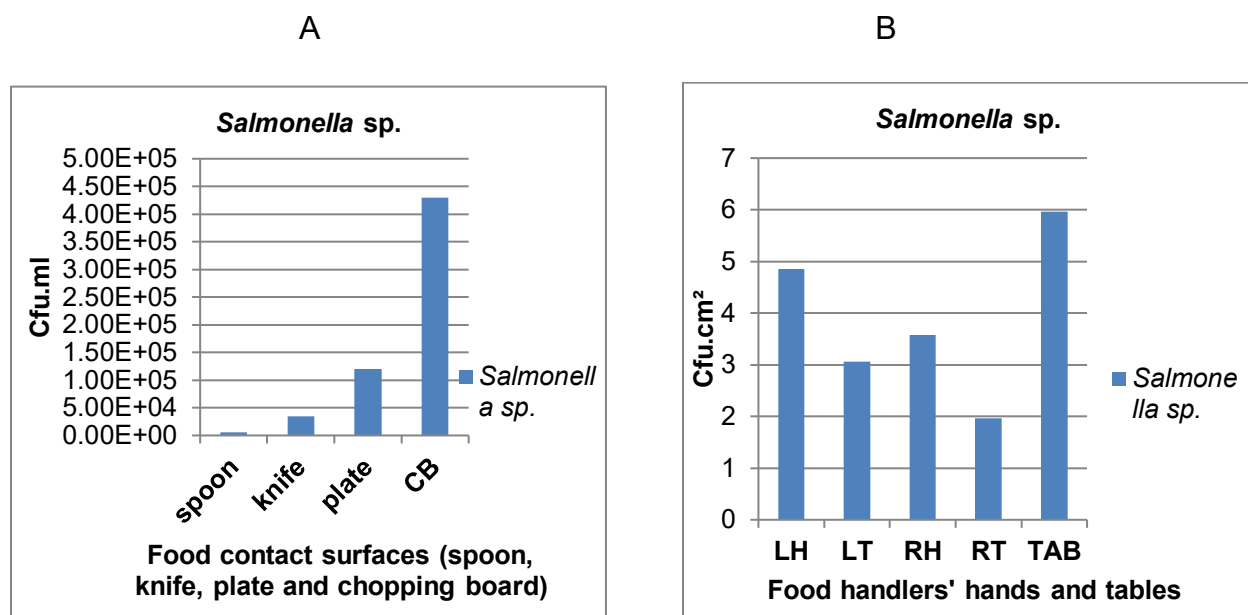 A
Salmonella sp.
5.00E+05
4.50E+05
4.00E+05
3.50E+05
3.00E+05
2.50E+05
2.00E+05
1.50E+05
1.00E+05
5.00E+04
0.00E+00
Cfu.ml
spoon
knife
plate
CB
Salmonell
a sp.
Food contact surfaces (spoon,
knife, plate and chopping board)
B
Salmonella sp.
7
6
5
4
3
2
1
0
Cfu.cm²
LH
LT
RH
RT
TAB
Salmone
lla sp.
Food handlers' hands and tables